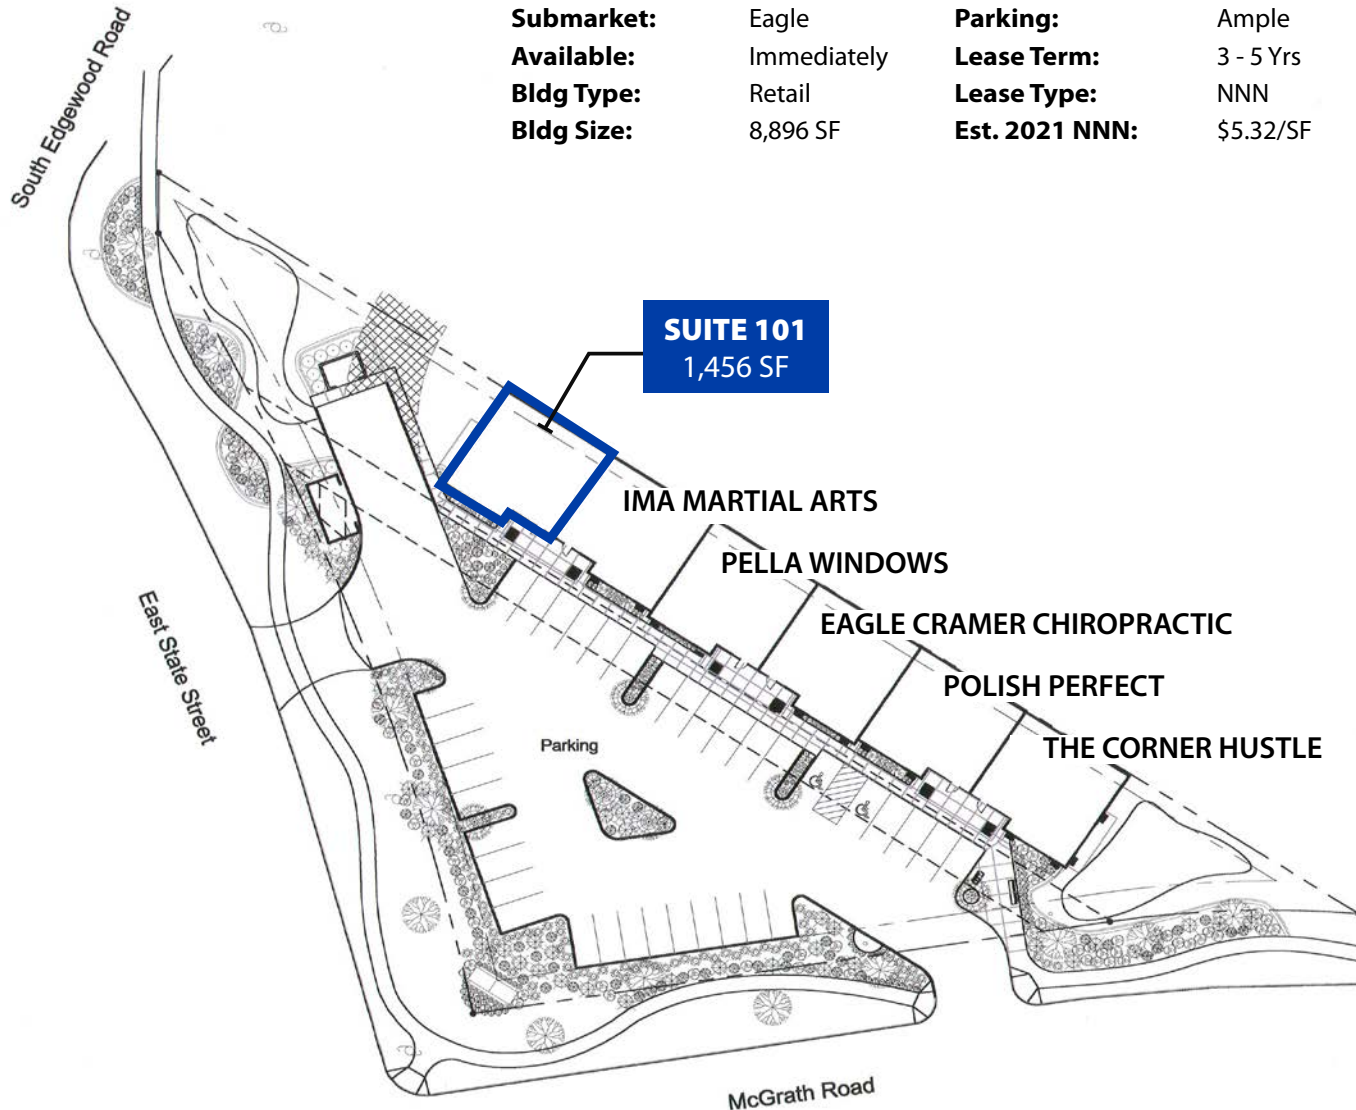 Submarket: Eagle Parking: Ample
Available: Immediately Lease Term: 3 - 5 Yrs
Bldg Type: Retail Lease Type: NNN
Bldg Size: 8,896 SF Est. 2021 NNN: $5.32/SF
South Edgewood Road
SUITE 101
1,456 SF
IMA MARTIAL ARTS
PELLA WINDOWS
EAGLE CRAMER CHIROPRACTIC
POLISH PERFECT
THE CORNER HUSTLE
East State Street
Parking
McGrath Road